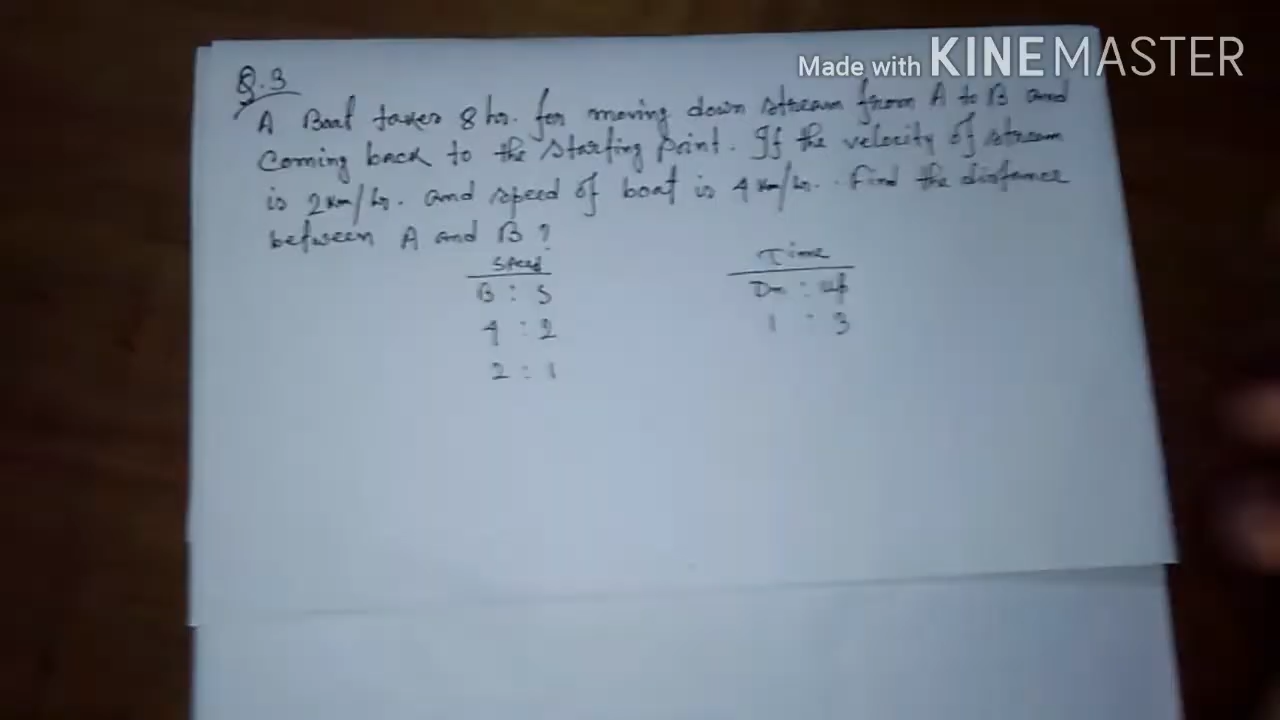 Made with KINEMASTER
Q.3
A Boat takes 8 hr. for moving down stream from A to B and
coming back to the starting point. If the velocity of stream
is 2 km/hr. and speed of boat is 4 km/hr. Find the distance
between A and B ?
Speed
B : S
4 : 2
2 : 1
Time
Dn : up
1 : 3